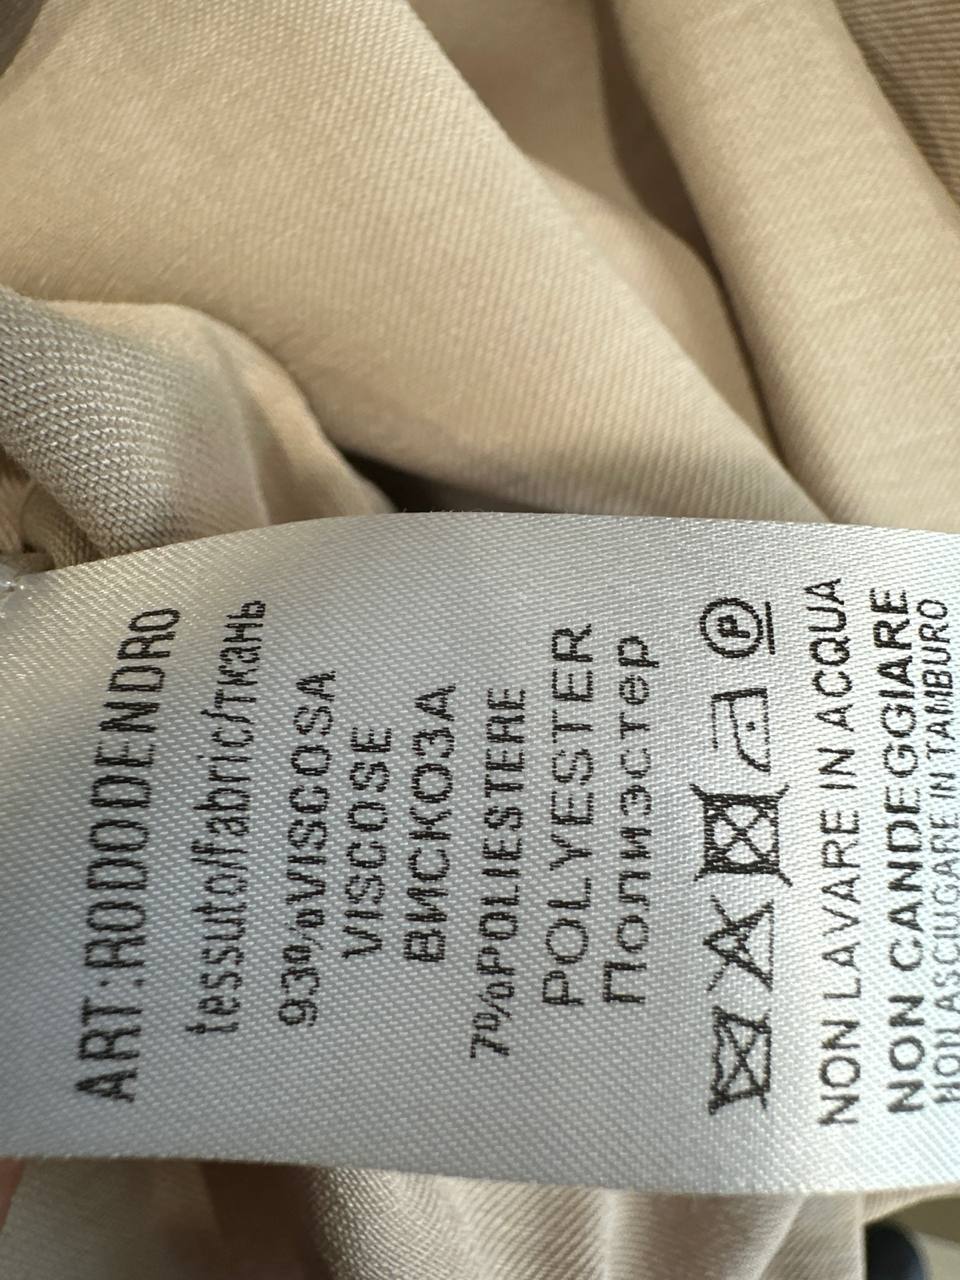 ART:RODODENDRO
tessuto/fabric/ткань
93%VISCOSA
VISCOSE
ВИСКОЗА
7%POLIESTERE
POLYESTER
Полиэстер
P
NON LAVARE IN ACQUA
NON CANDEGGIARE
NON ASCIUGARE IN TAMBURO